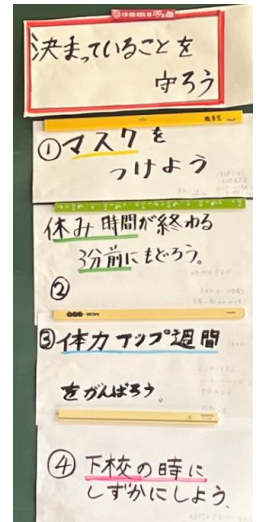 決まっていることを
守ろう
①マスクを
つけよう
休み時間が終わる
3分前にもどろう。
②
③体力アップ週間
をがんばろう。
④下校の時に
しずかにしよう